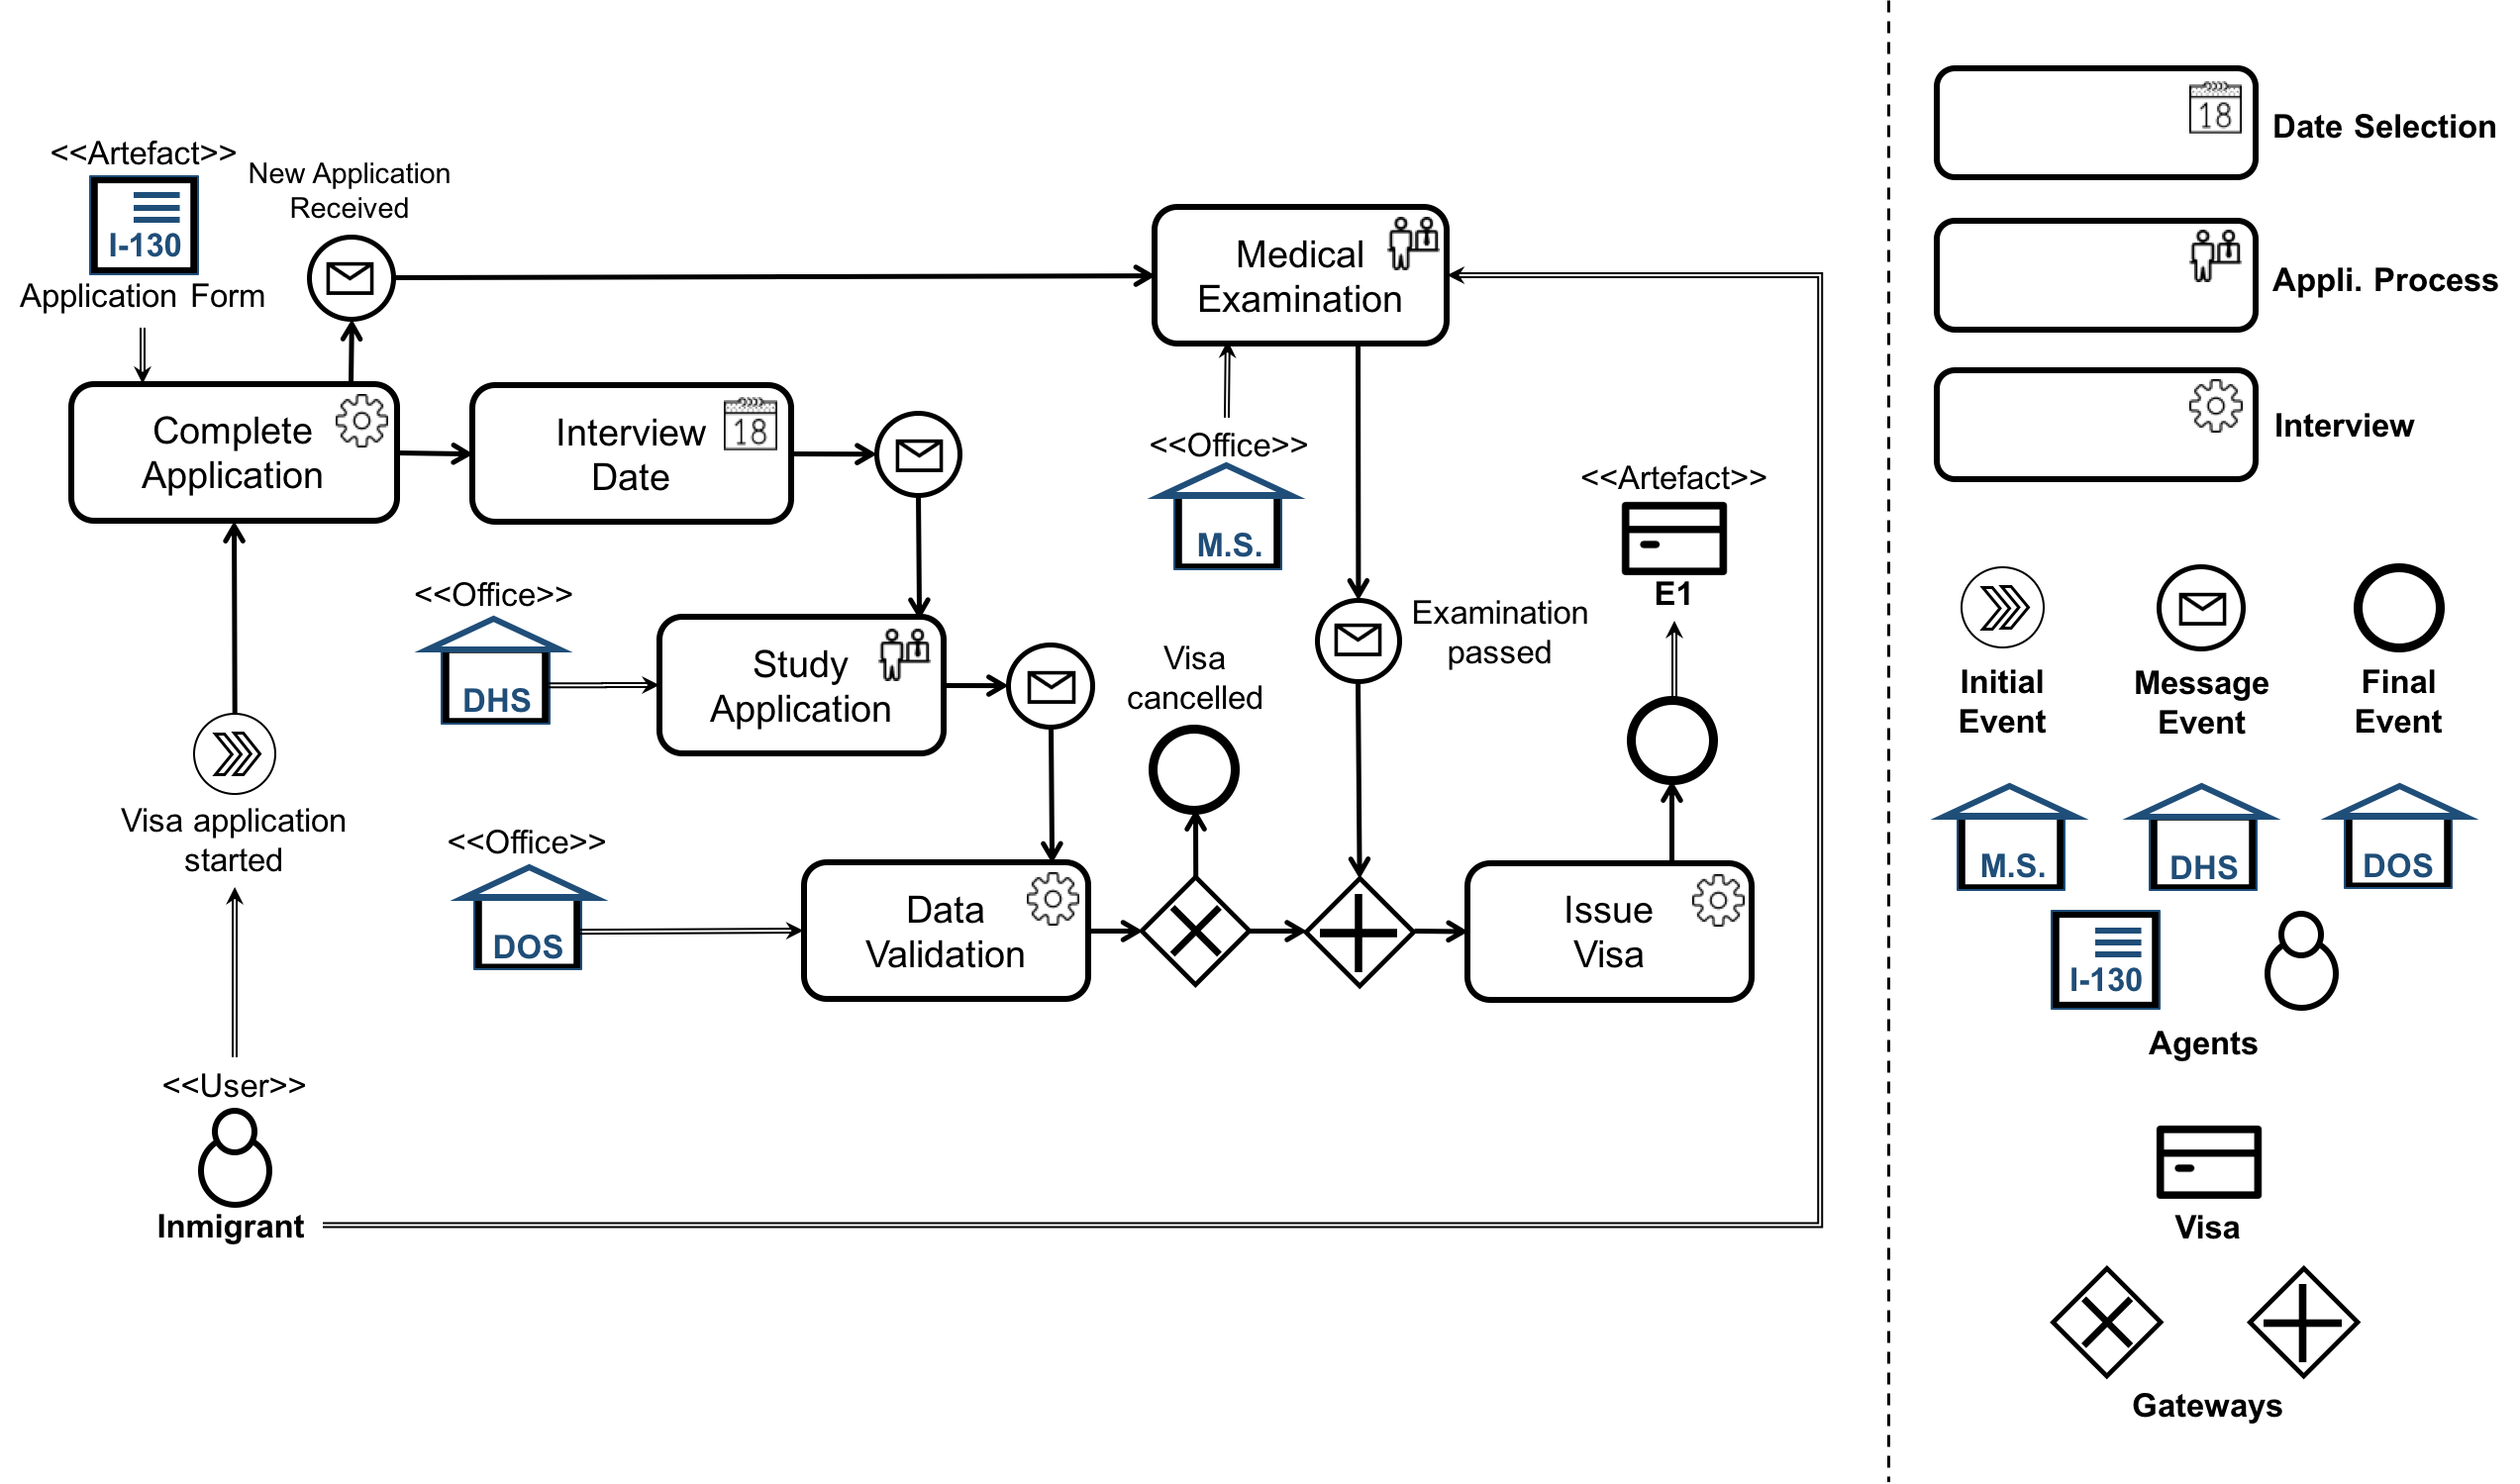 <<Artefact>>
I-130
Application Form
New Application
Received
Complete
Application
Interview
Date
18
Medical
Examination
<<Office>>
M.S.
<<Artefact>>
E1
<<Office>>
DHS
Study
Application
Visa
cancelled
Examination
passed
Visa application
started
<<Office>>
DOS
Data
Validation
Issue
Visa
<<User>>
Inmigrant
18
Date Selection
Appli. Process
Interview
Initial
Event
Message
Event
Final
Event
M.S.
DHS
DOS
I-130
Agents
Visa
Gateways